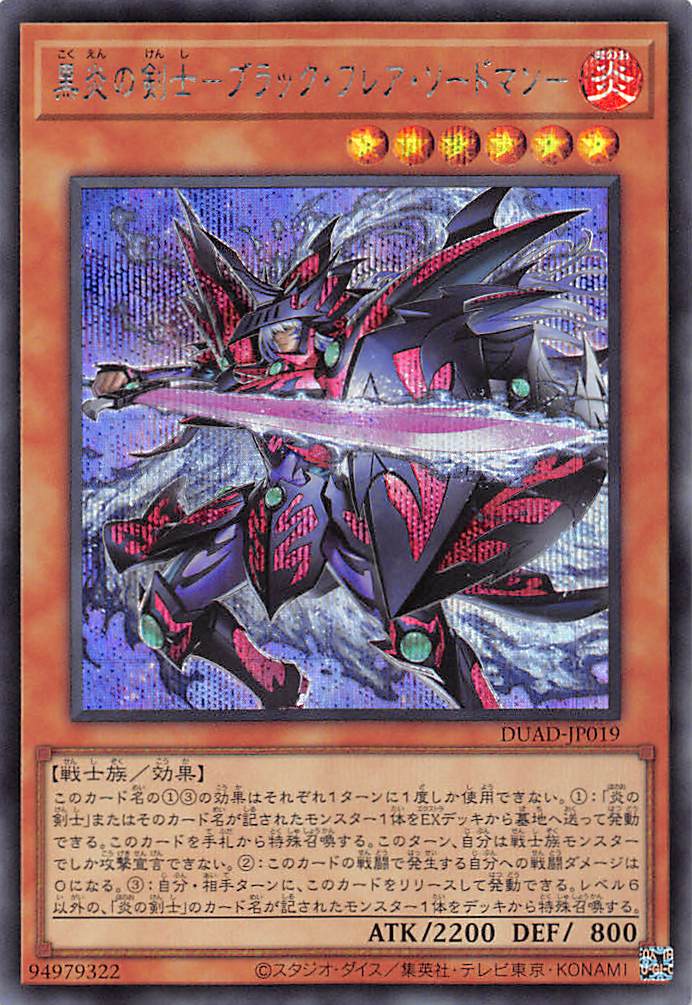 黒炎の剣士-ブラック・フレア・ソードマン-
炎
DUAD-JP019
【戦士族/効果】
このカード名の①③の効果はそれぞれ1ターンに1度しか使用できない。①:「炎の
剣士」またはそのカード名が記されたモンスター1体をEXデッキから墓地へ送って発動
できる。このカードを手札から特殊召喚する。このターン、自分は戦士族モンスター
でしか攻撃宣言できない。②:このカードの戦闘で発生する自分への戦闘ダメージは
0になる。③:自分・相手ターンに、このカードをリリースして発動できる。レベル6
以外の、「炎の剣士」のカード名が記されたモンスター1体をデッキから特殊召喚する。
ATK/2200 DEF/ 800
94979322 ©スタジオ・ダイス/集英社・テレビ東京・KONAMI